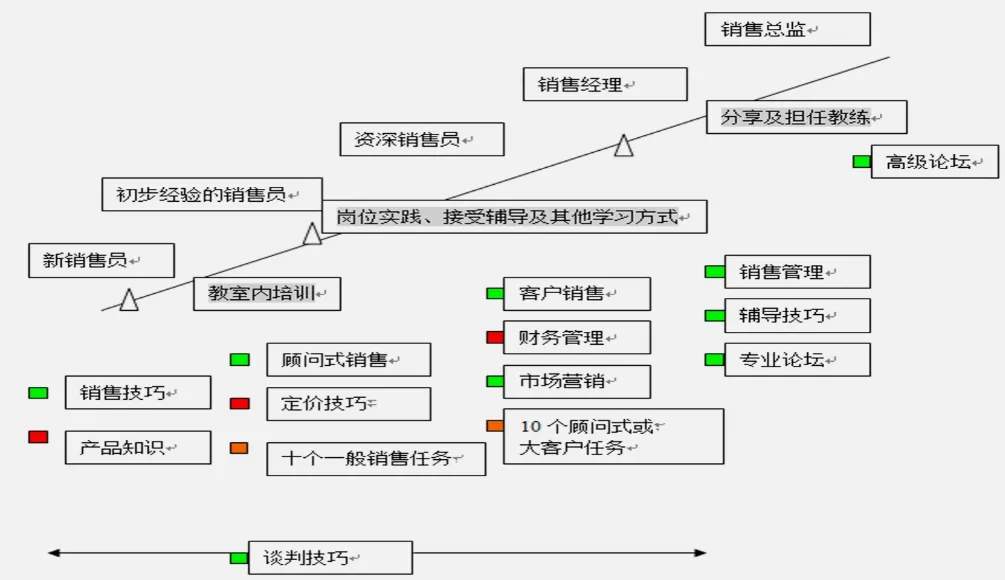 销售总监
销售经理
分享及担任教练
资深销售员
高级论坛
初步经验的销售员
岗位实践、接受辅导及其他学习方式
新销售员
教室内培训
客户销售
销售管理
财务管理
辅导技巧
顾问式销售
市场营销
专业论坛
销售技巧
定价技巧
10 个顾问式或
大客户任务
产品知识
十个一般销售任务
谈判技巧